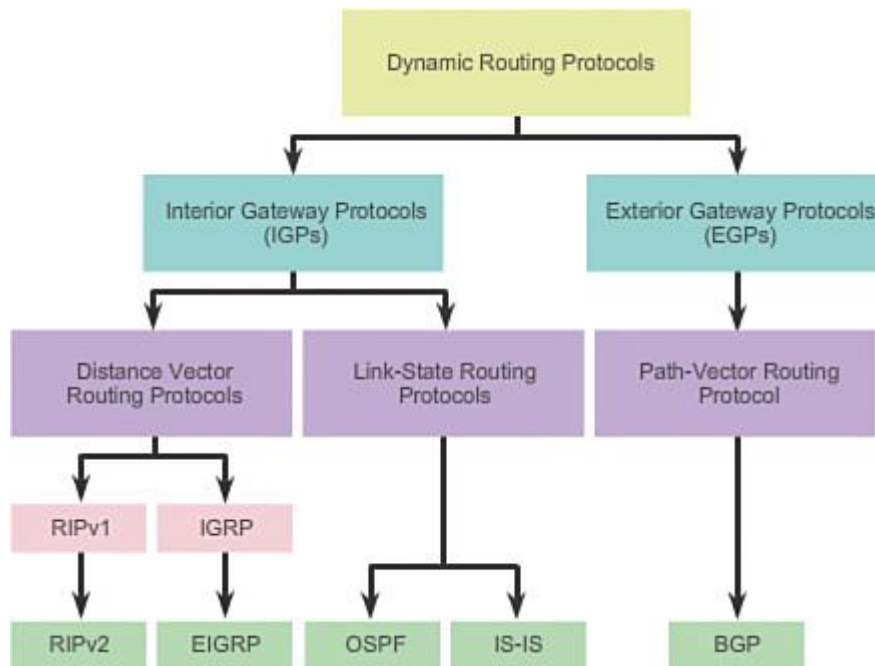 Dynamic Routing Protocols
Interior Gateway Protocols
(IGPs)
Exterior Gateway Protocols
(EGPs)
Distance Vector
Routing Protocols
Link-State Routing
Protocols
Path-Vector Routing
Protocol
RIPv1
IGRP
RIPv2
EIGRP
OSPF
IS-IS
BGP